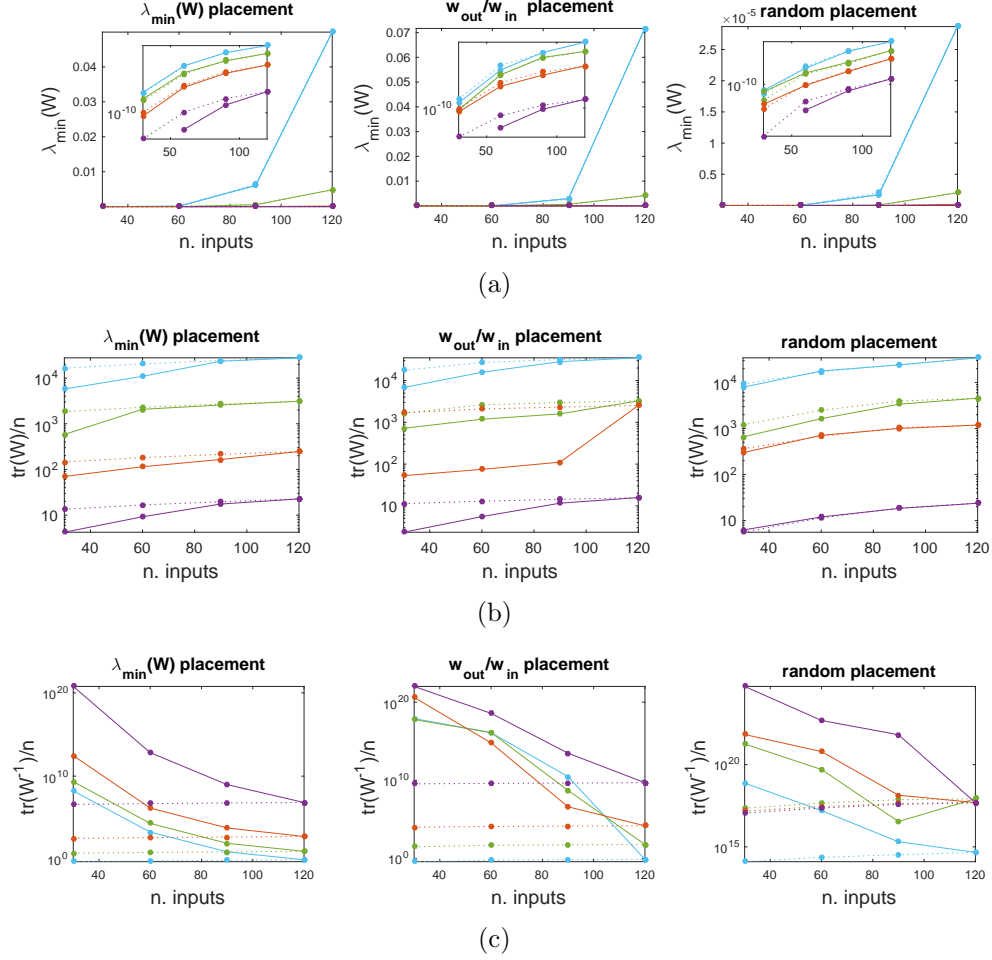 λmin(W) placement
wout/win placement
random placement
×10-5
λmin(W)
0.04
0.03
0.02
0.01
10-10
50 100
40 60 80 100 120
n. inputs
λmin(W)
0.07
0.06
0.05
0.04
0.03
0.02
0.01
10-10
50 100
40 60 80 100 120
n. inputs
λmin(W)
2.5
2
1.5
1
0.5
10-10
50 100
40 60 80 100 120
n. inputs
(a)
λmin(W) placement
wout/win placement
random placement
tr(W)/n
104
103
102
10
40 60 80 100 120
n. inputs
tr(W)/n
104
103
102
10
40 60 80 100 120
n. inputs
tr(W)/n
104
103
102
10
40 60 80 100 120
n. inputs
(b)
λmin(W) placement
wout/win placement
random placement
tr(W-1)/n
1020
1010
100
40 60 80 100 120
n. inputs
tr(W-1)/n
1020
1010
100
40 60 80 100 120
n. inputs
tr(W-1)/n
1020
1015
40 60 80 100 120
n. inputs
(c)